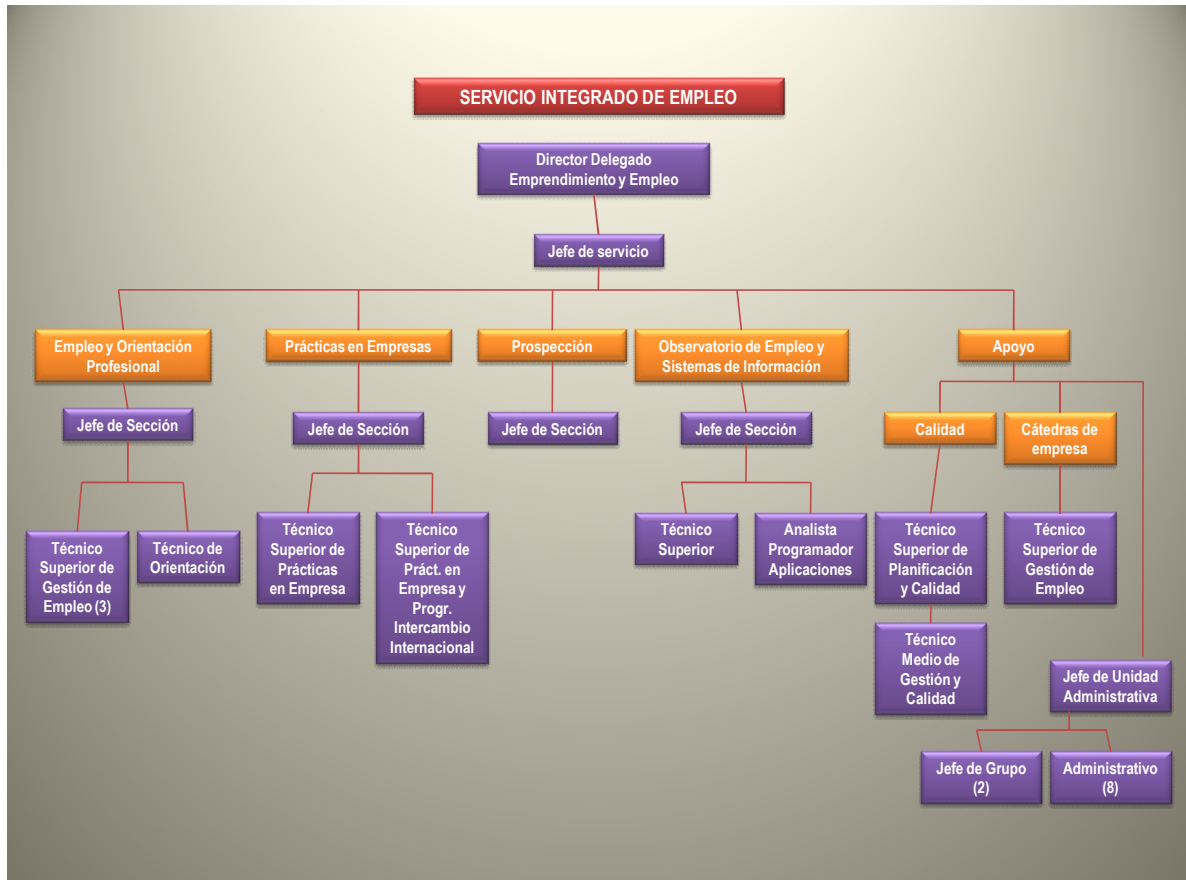 SERVICIO INTEGRADO DE EMPLEO
Director Delegado
Emprendimiento y Empleo
Jefe de servicio
Empleo y Orientación
Profesional
Prácticas en Empresas
Prospección
Observatorio de Empleo y
Sistemas de Información
Apoyo
Jefe de Sección
Jefe de Sección
Jefe de Sección
Jefe de Sección
Calidad
Cátedras de
empresa
Técnico
Superior de
Gestión de
Empleo (3)
Técnico de
Orientación
Técnico
Superior de
Prácticas
en Empresa
Técnico
Superior de
Práct. en
Empresa y
Progr.
Intercambio
Internacional
Técnico
Superior
Analista
Programador
Aplicaciones
Técnico
Superior de
Planificación
y Calidad
Técnico
Superior de
Gestión de
Empleo
Técnico
Medio de
Gestión y
Calidad
Jefe de Unidad
Administrativa
Jefe de Grupo
(2)
Administrativo
(8)